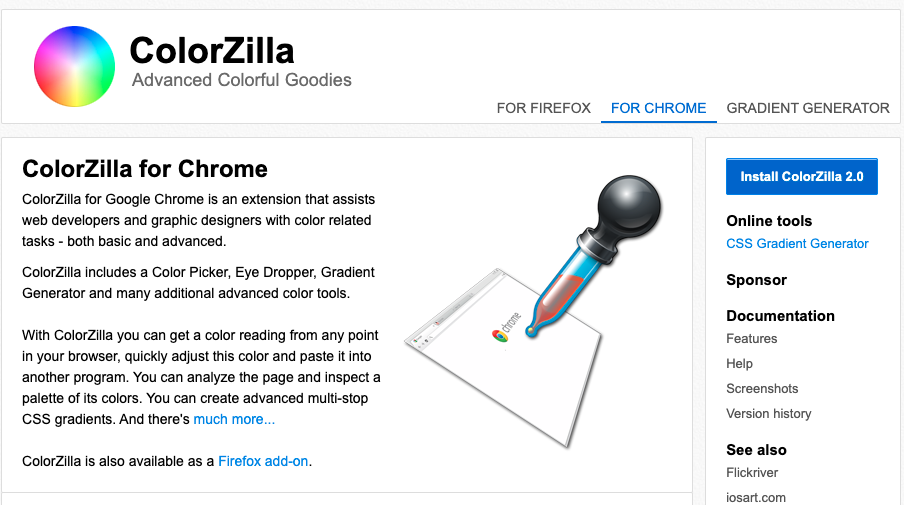 ColorZilla
Advanced Colorful Goodies
FOR FIREFOX
FOR CHROME
GRADIENT GENERATOR
ColorZilla for Chrome
ColorZilla for Google Chrome is an extension that assists
web developers and graphic designers with color related
tasks - both basic and advanced.
ColorZilla includes a Color Picker, Eye Dropper, Gradient
Generator and many additional advanced color tools.
With ColorZilla you can get a color reading from any point
in your browser, quickly adjust this color and paste it into
another program. You can analyze the page and inspect a
palette of its colors. You can create advanced multi-stop
CSS gradients. And there's much more...
ColorZilla is also available as a Firefox add-on.
chrome
Install ColorZilla 2.0
Online tools
CSS Gradient Generator
Sponsor
Documentation
Features
Help
Screenshots
Version history
See also
Flickriver
iosart.com